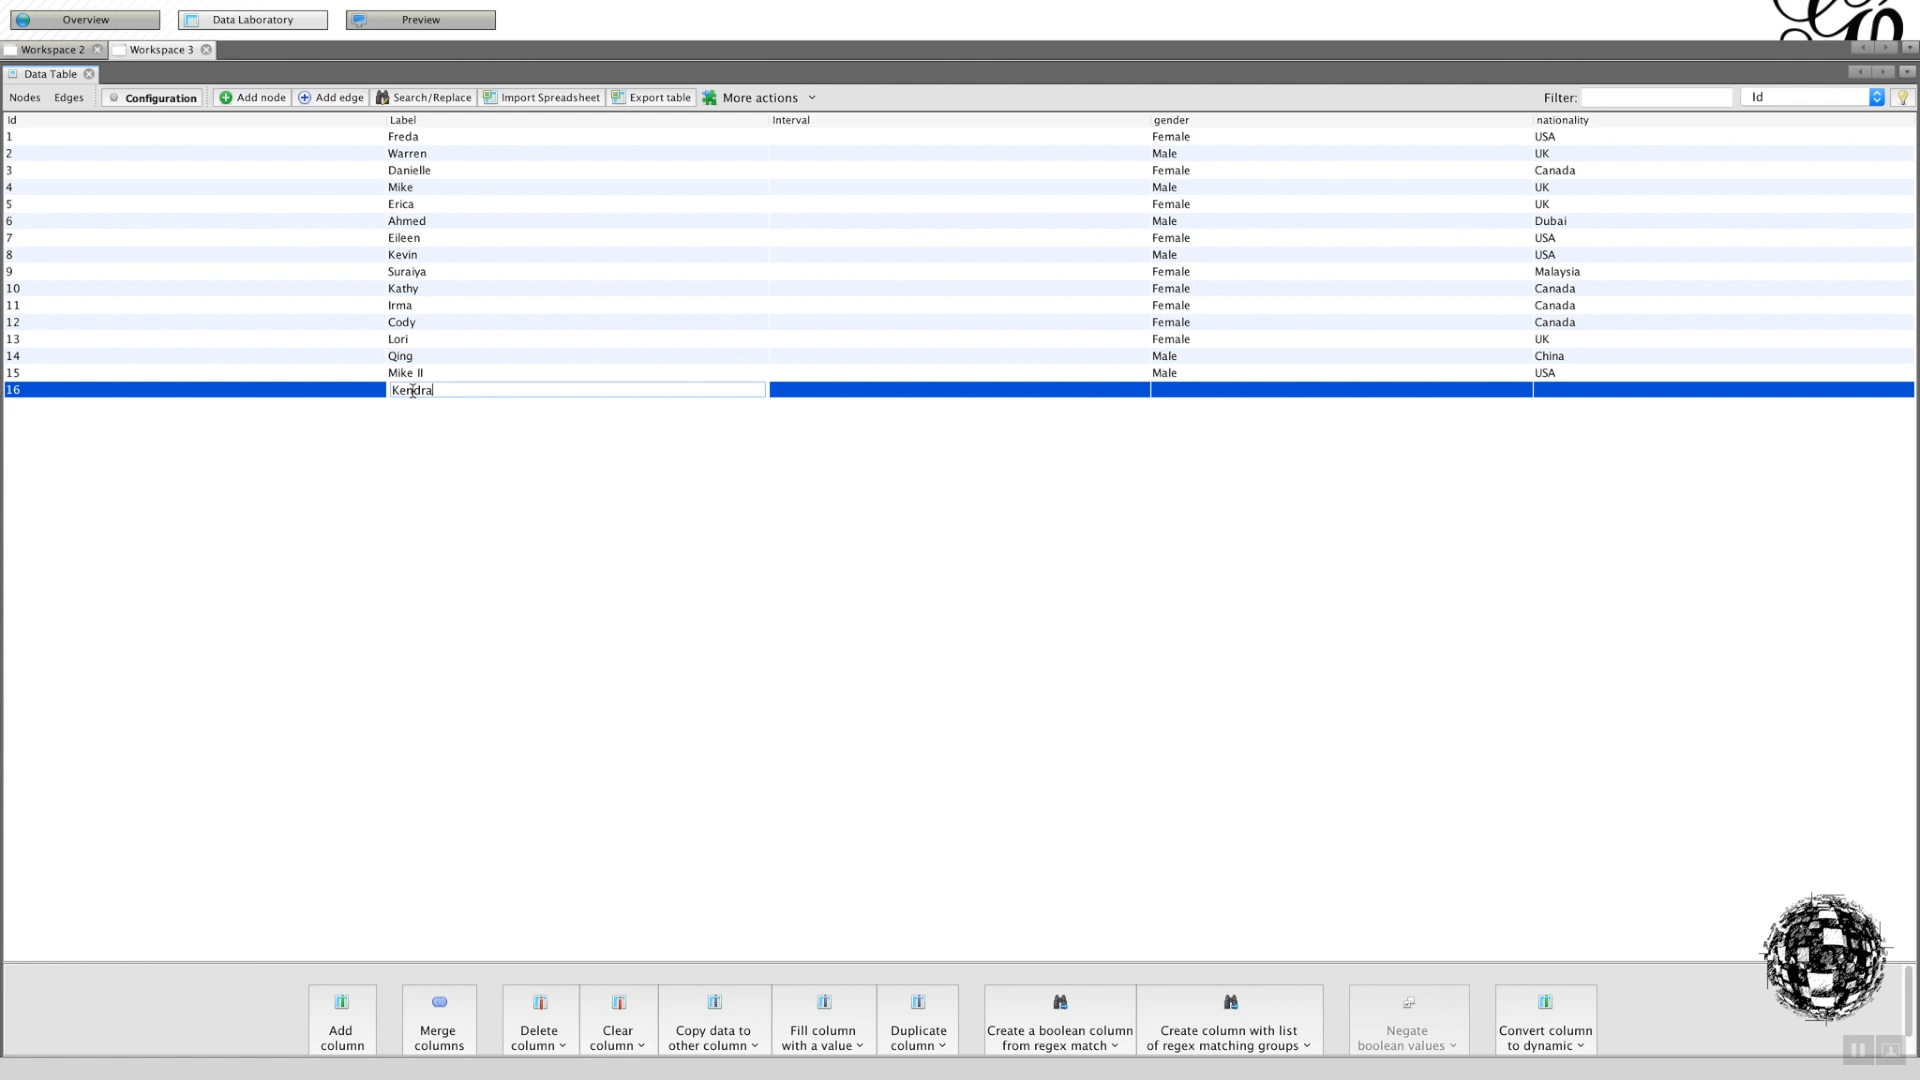 Overview Data Laboratory Preview
Workspace 2 Workspace 3
Data Table
Nodes Edges Configuration Add node Add edge Search/Replace Import Spreadsheet Export table More actions Filter: Id
Id Label Interval gender nationality
1 Freda Female USA
2 Warren Male UK
3 Danielle Female Canada
4 Mike Male UK
5 Erica Female UK
6 Ahmed Male Dubai
7 Eileen Female USA
8 Kevin Male USA
9 Suraiya Female Malaysia
10 Kathy Female Canada
11 Irma Female Canada
12 Cody Female Canada
13 Lori Female UK
14 Qing Male China
15 Mike II Male USA
16 Kendra
Add Merge Delete Clear Copy data to Fill column Duplicate Create a boolean column Create column with list Negate Convert column
column columns column column other column with a value column from regex match of regex matching groups boolean values to dynamic